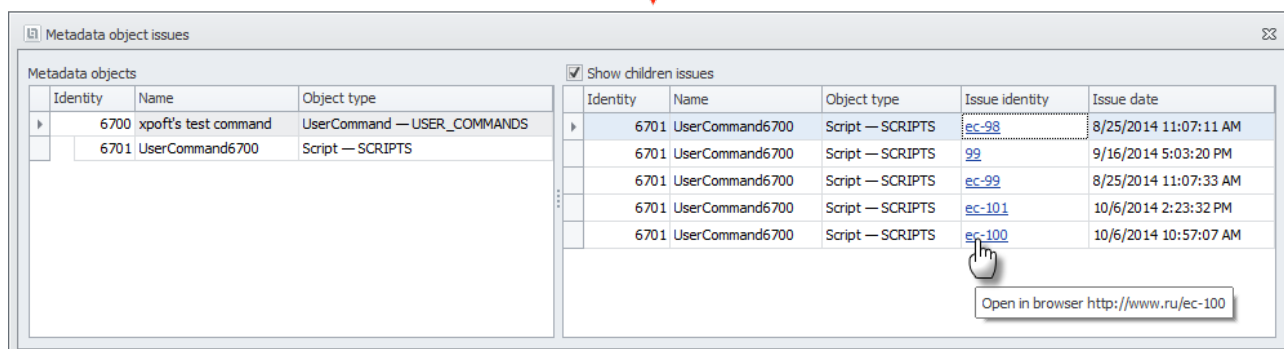 Metadata object issues
Metadata objects
Identity Name Object type
6700 xpoft's test command UserCommand — USER_COMMANDS
6701 UserCommand6700 Script — SCRIPTS
Show children issues
Identity Name Object type Issue identity Issue date
6701 UserCommand6700 Script — SCRIPTS ec-98 8/25/2014 11:07:11 AM
6701 UserCommand6700 Script — SCRIPTS 99 9/16/2014 5:03:20 PM
6701 UserCommand6700 Script — SCRIPTS ec-99 8/25/2014 11:07:33 AM
6701 UserCommand6700 Script — SCRIPTS ec-101 10/6/2014 2:23:32 PM
6701 UserCommand6700 Script — SCRIPTS ec-100 10/6/2014 10:57:07 AM
Open in browser http://www.ru/ec-100